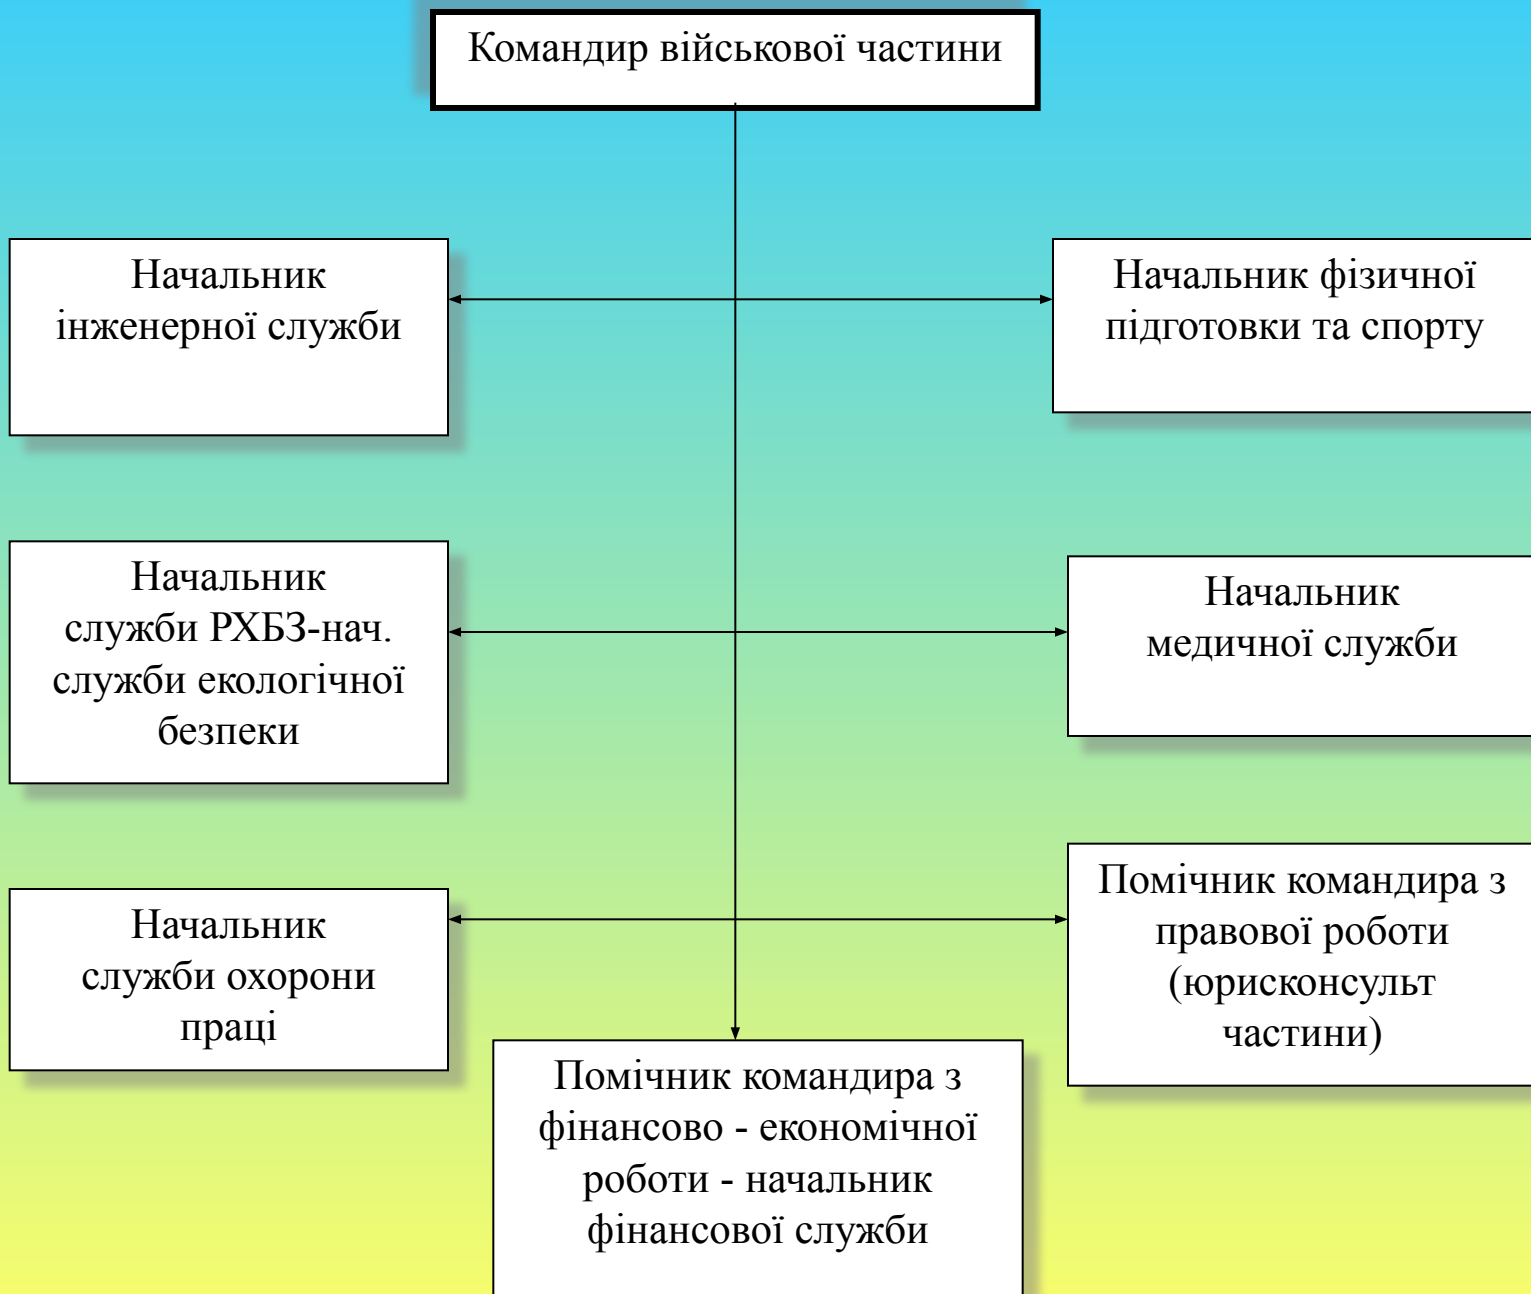 Командир військової частини
Начальник
інженерної служби
Начальник фізичної
підготовки та спорту
Начальник
служби РХБЗ-нач.
служби екологічної
безпеки
Начальник
медичної служби
Начальник
служби охорони
праці
Помічник командира з
правової роботи
(юрисконсульт
частини)
Помічник командира з
фінансово - економічної
роботи - начальник
фінансової служби